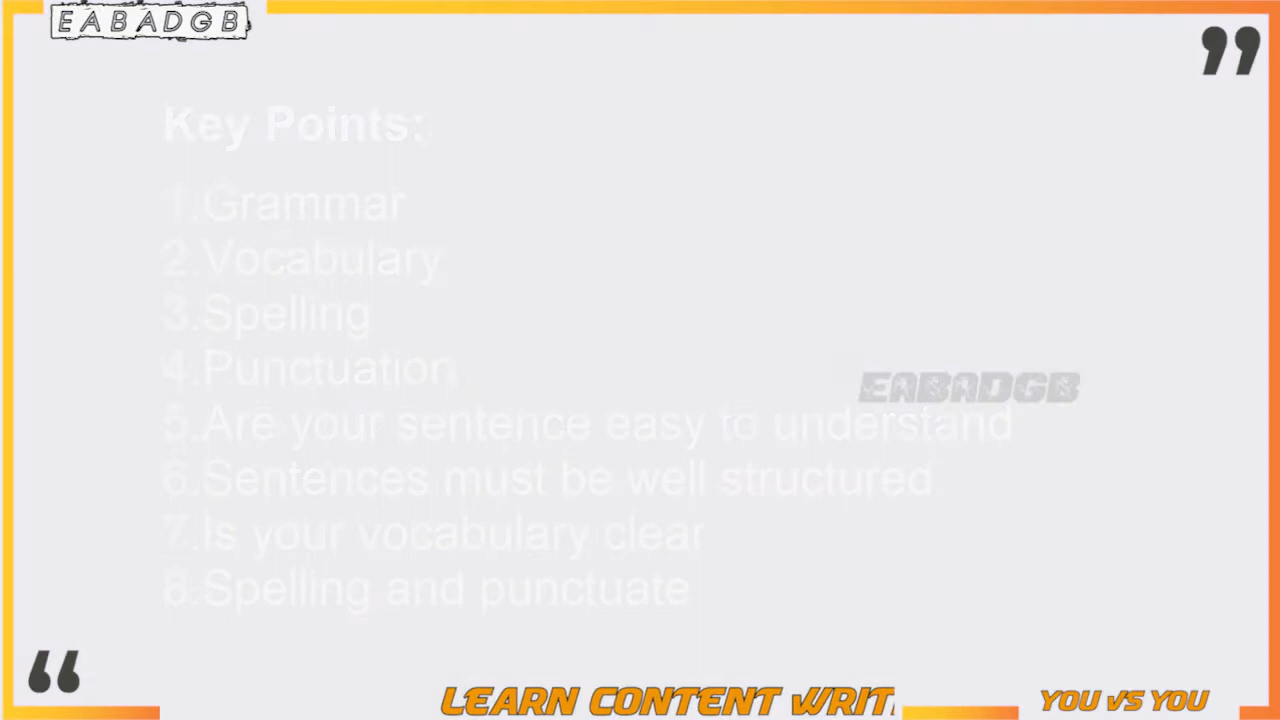 EABADGB
Key Points:
1.Grammar
2.Vocabulary
3.Spelling
4.Punctuation
EABADGB
5.Are your sentence easy to understand
6.Sentences must be well structured.
7.Is your vocabulary clear
8.Spelling and punctuate
LEARN CONTENT WRIT
YOU VS YOU